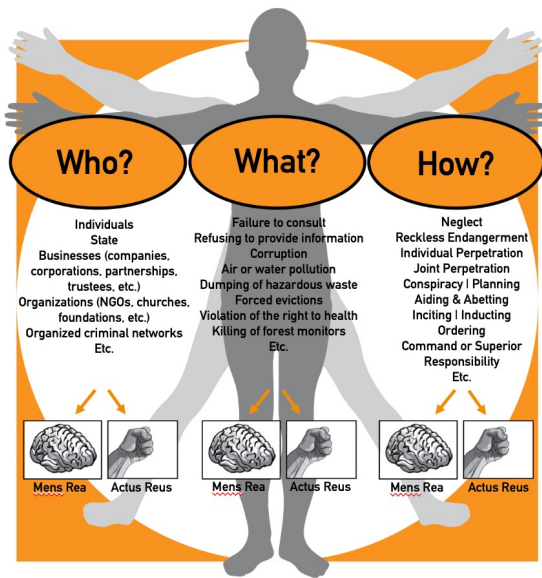 Who?
Individuals
State
Businesses (companies,
corporations, partnerships,
trustees, etc.)
Organizations (NGOs, churches,
foundations, etc.)
Organized criminal networks
Etc.
Mens Rea
Actus Reus
What?
Failure to consult
Refusing to provide information
Corruption
Air or water pollution
Dumping of hazardous waste
Forced evictions
Violation of the right to health
Killing of forest monitors
Etc.
Mens Rea
Actus Reus
How?
Neglect
Reckless Endangerment
Individual Perpetration
Joint Perpetration
Conspiracy | Planning
Aiding & Abetting
Inciting | Inducting
Ordering
Command or Superior
Responsibility
Etc.
Mens Rea
Actus Reus